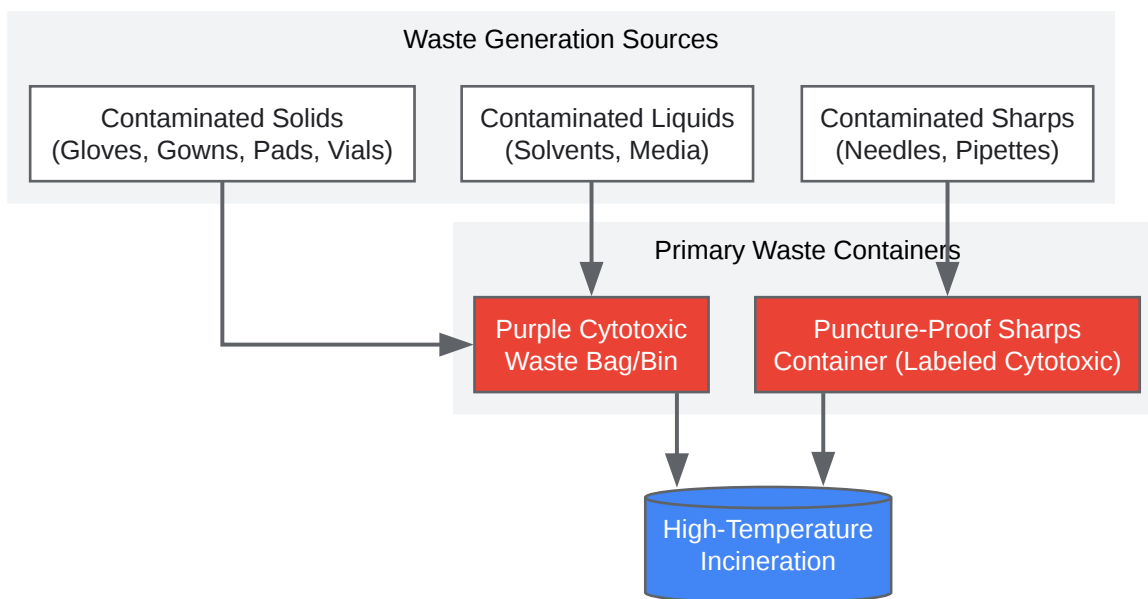 Waste Generation Sources
Contaminated Solids
(Gloves, Gowns, Pads, Vials)
Contaminated Liquids
(Solvents, Media)
Contaminated Sharps
(Needles, Pipettes)
Primary Waste Containers
Purple Cytotoxic
Waste Bag/Bin
Puncture-Proof Sharps
Container (Labeled Cytotoxic)
High-Temperature
Incineration